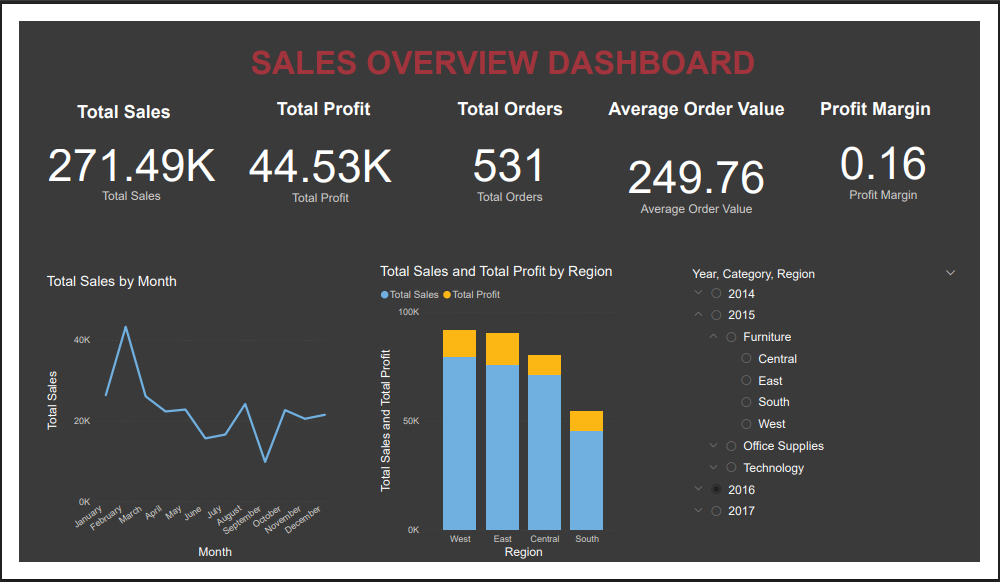 SALES OVERVIEW DASHBOARD
Total Sales
Total Profit
Total Orders
Average Order Value
Profit Margin
271.49K
Total Sales
44.53K
Total Profit
531
Total Orders
249.76
Average Order Value
0.16
Profit Margin
Total Sales by Month
Total Sales
40K
20K
0K
January
February
March
April
May
June
July
August
September
October
November
December
Month
Total Sales and Total Profit by Region
Total Sales
Total Profit
Total Sales and Total Profit
100K
50K
0K
West
East
Central
South
Region
Year, Category, Region
2014
2015
Furniture
Central
East
South
West
Office Supplies
Technology
2016
2017